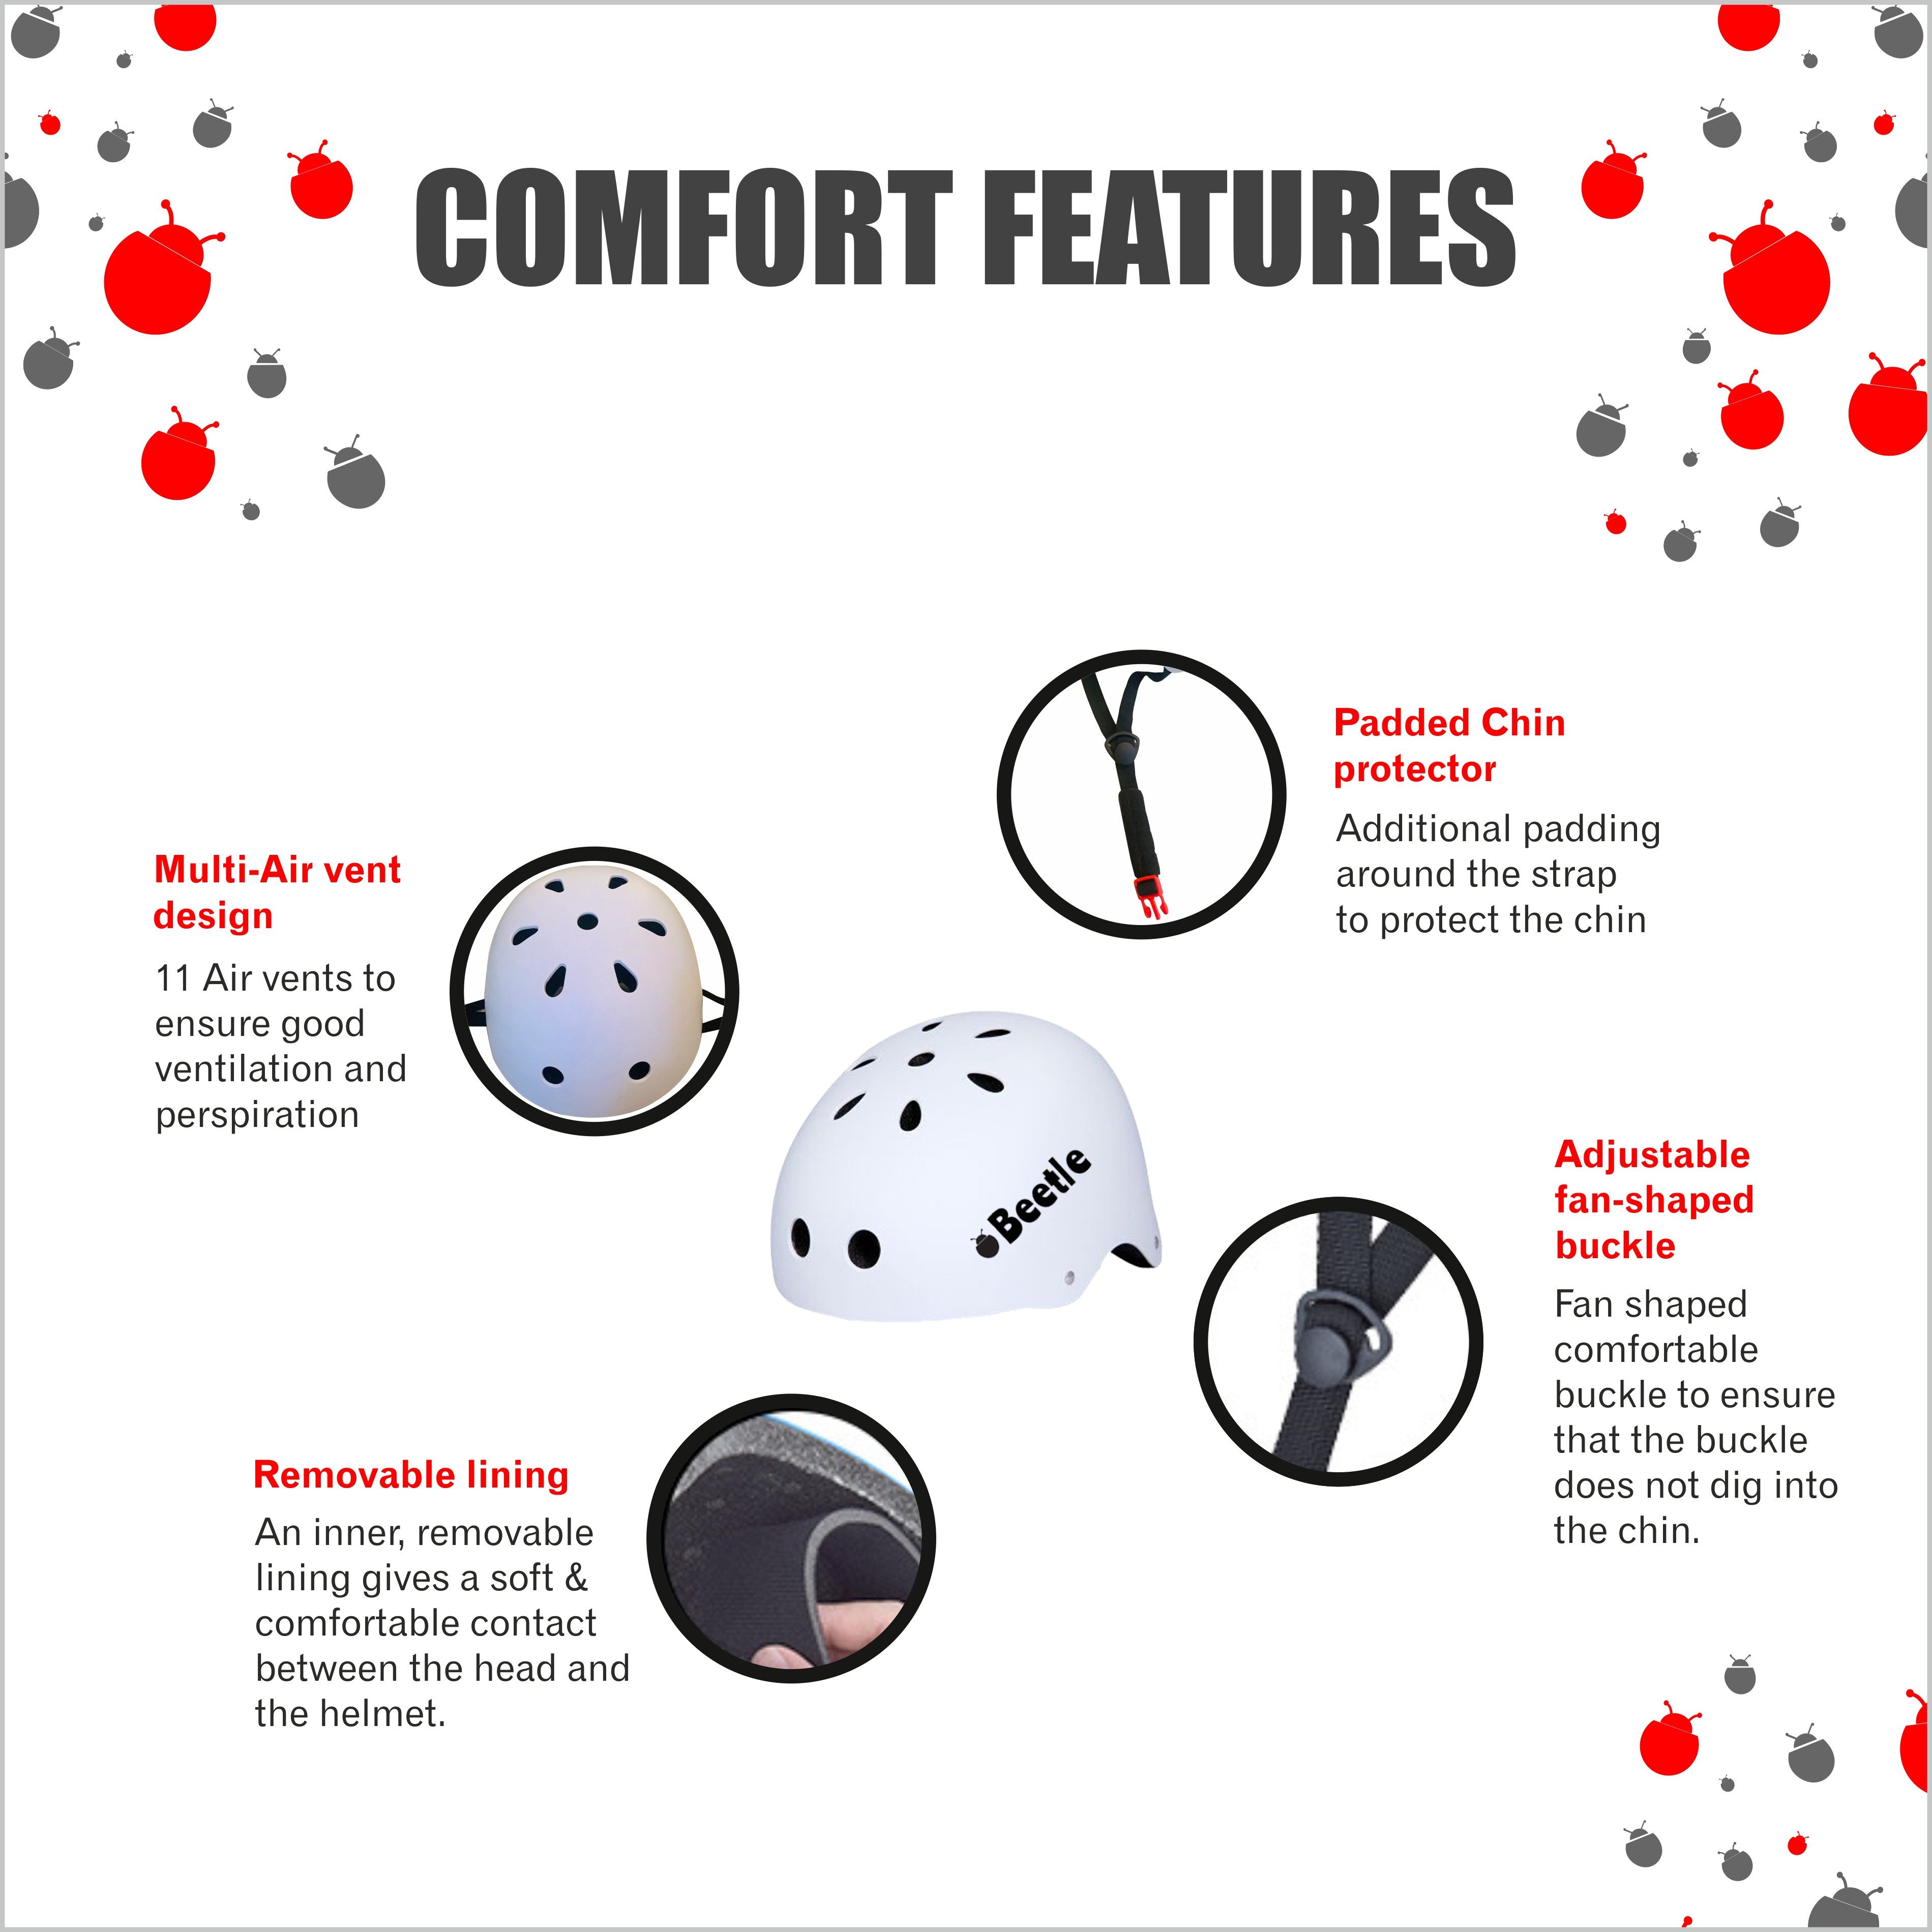 COMFORT FEATURES
Padded Chin
protector
Additional padding
around the strap
to protect the chin
Multi-Air vent
design
11 Air vents to
ensure good
ventilation and
perspiration
Beetle
Adjustable
fan-shaped
buckle
Fan shaped
comfortable
buckle to ensure
that the buckle
does not dig into
the chin.
Removable lining
An inner, removable
lining gives a soft &
comfortable contact
between the head and
the helmet.